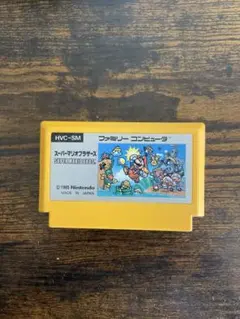 HVC-SM
ファミリー コンピュータ
スーパーマリオブラザーズ
SUPER MARIO BROS.
© 1985 Nintendo
MADE IN JAPAN